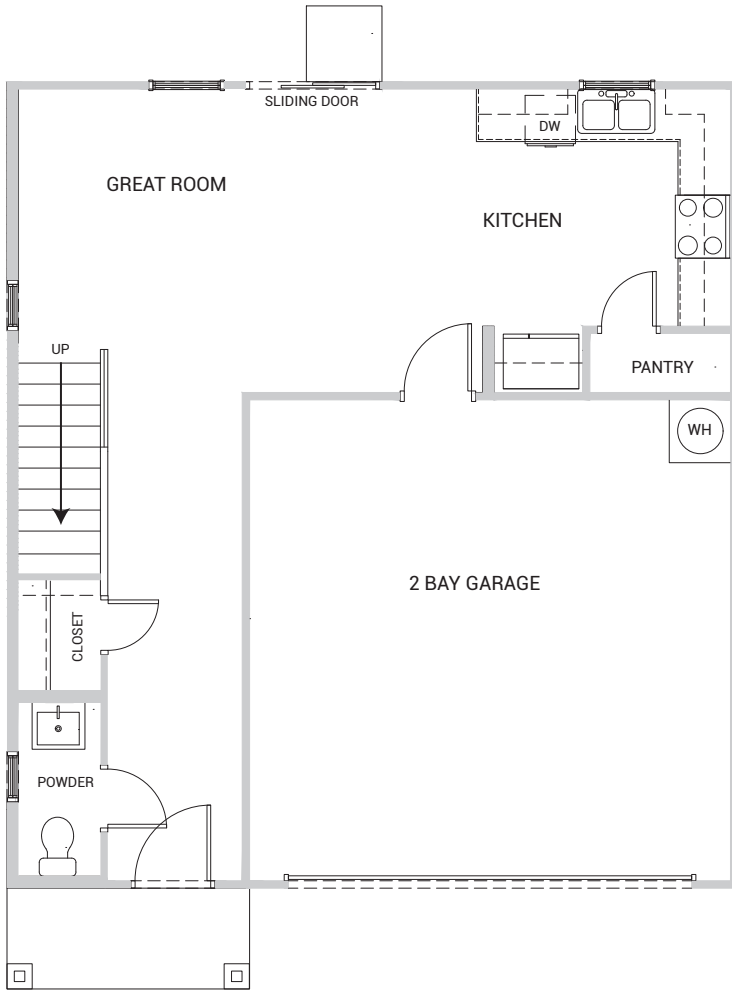 SLIDING DOOR
DW
GREAT ROOM
KITCHEN
UP
PANTRY
WH
2 BAY GARAGE
CLOSET
POWDER